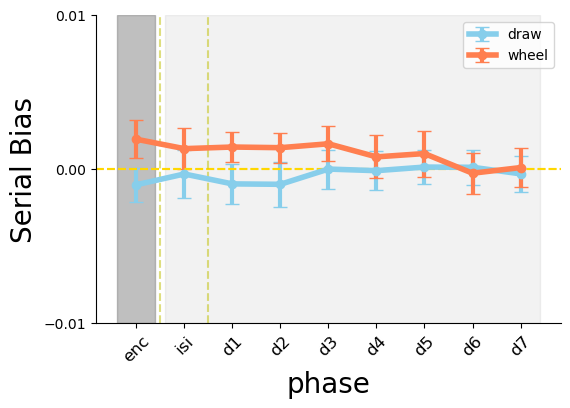 0.01
0.00
-0.01
Serial Bias
draw
wheel
enc
isi
d1
d2
d3
d4
d5
d6
d7
phase